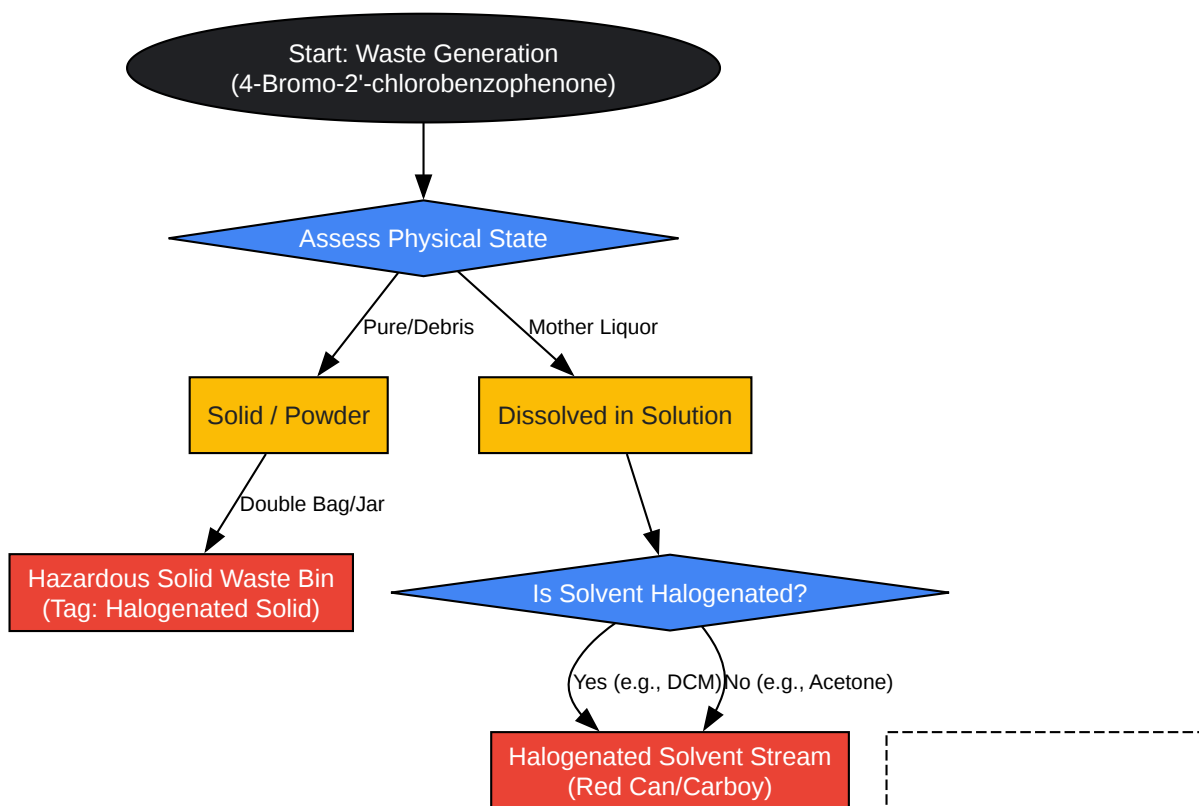 Start: Waste Generation
(4-Bromo-2'-chlorobenzophenone)
Assess Physical State
Pure/Debris
Mother Liquor
Solid / Powder
Dissolved in Solution
Double Bag/Jar
Hazardous Solid Waste Bin
(Tag: Halogenated Solid)
Is Solvent Halogenated?
Yes (e.g., DCM)
No (e.g., Acetone)
Halogenated Solvent Stream
(Red Can/Carboy)